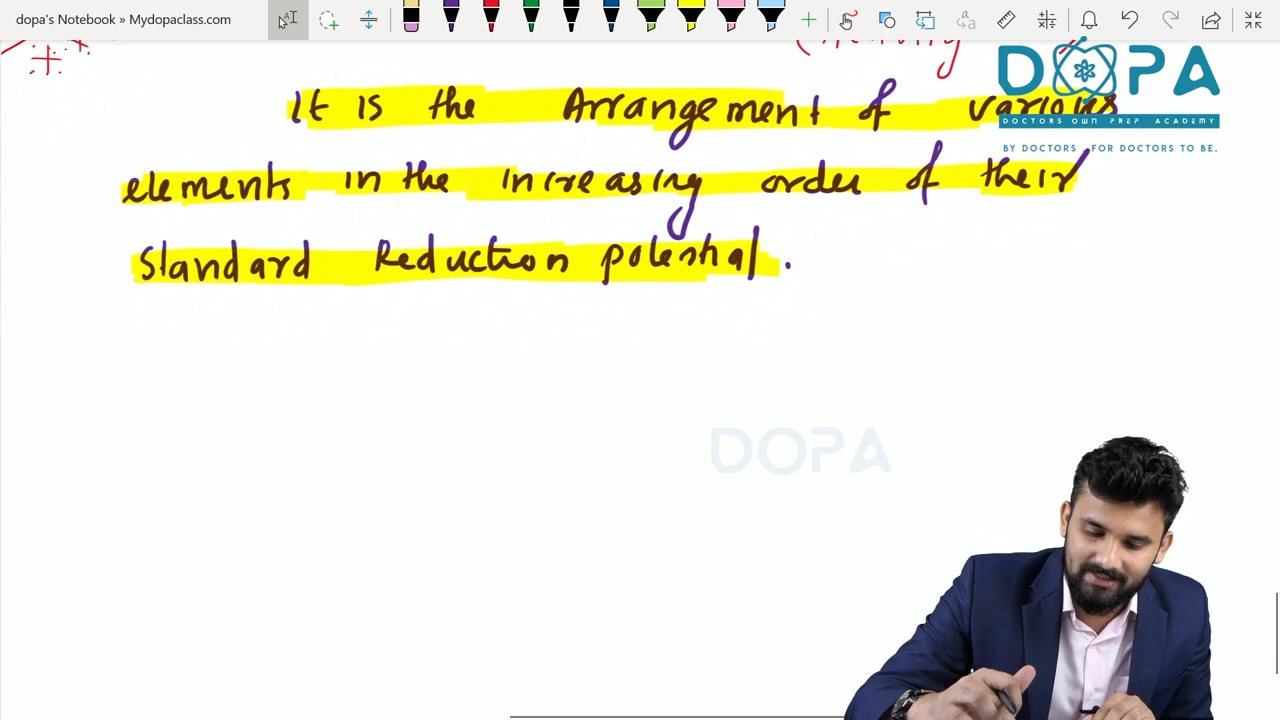 dopa's Notebook » Mydopaclass.com
DOPA
It is the Arrangement of various
DOCTORS OWN PREP ACADEMY
BY DOCTORS, FOR DOCTORS TO BE.
elements in the increasing order of their
Standard Reduction potential.
DOPA